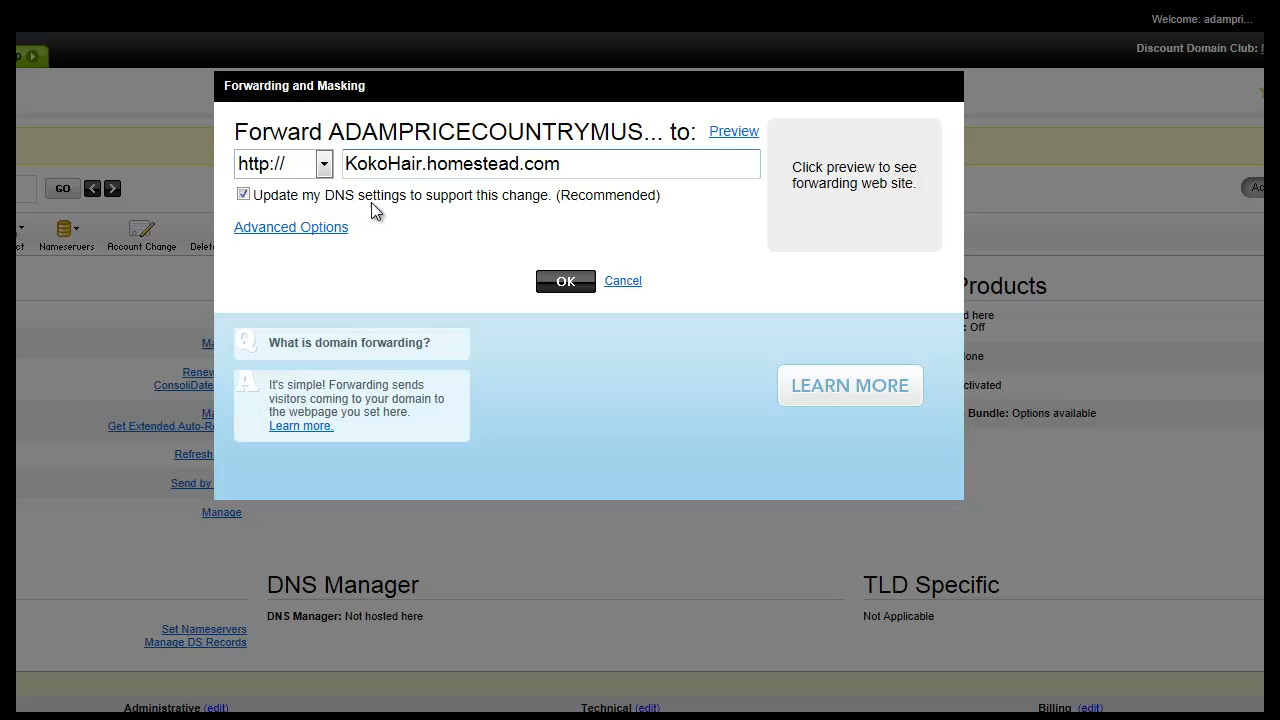 Welcome: adampri...
Discount Domain Club:
Forwarding and Masking
Forward ADAMPRICECOUNTRYMUS... to:
Preview
http://
KokoHair.homestead.com
Click preview to see
forwarding web site.
Update my DNS settings to support this change. (Recommended)
GO
Nameservers
Account Change
Advanced Options
OK
Cancel
Products
: Off
What is domain forwarding?
It's simple! Forwarding sends
visitors coming to your domain to
the webpage you set here.
Learn more.
LEARN MORE
Bundle: Options available
Get Extended Auto-Re
Refresh
Send by
Manage
DNS Manager
TLD Specific
DNS Manager: Not hosted here
Not Applicable
Set Nameservers
Manage DS Records
Administrative (edit)
Technical (edit)
Billing (edit)